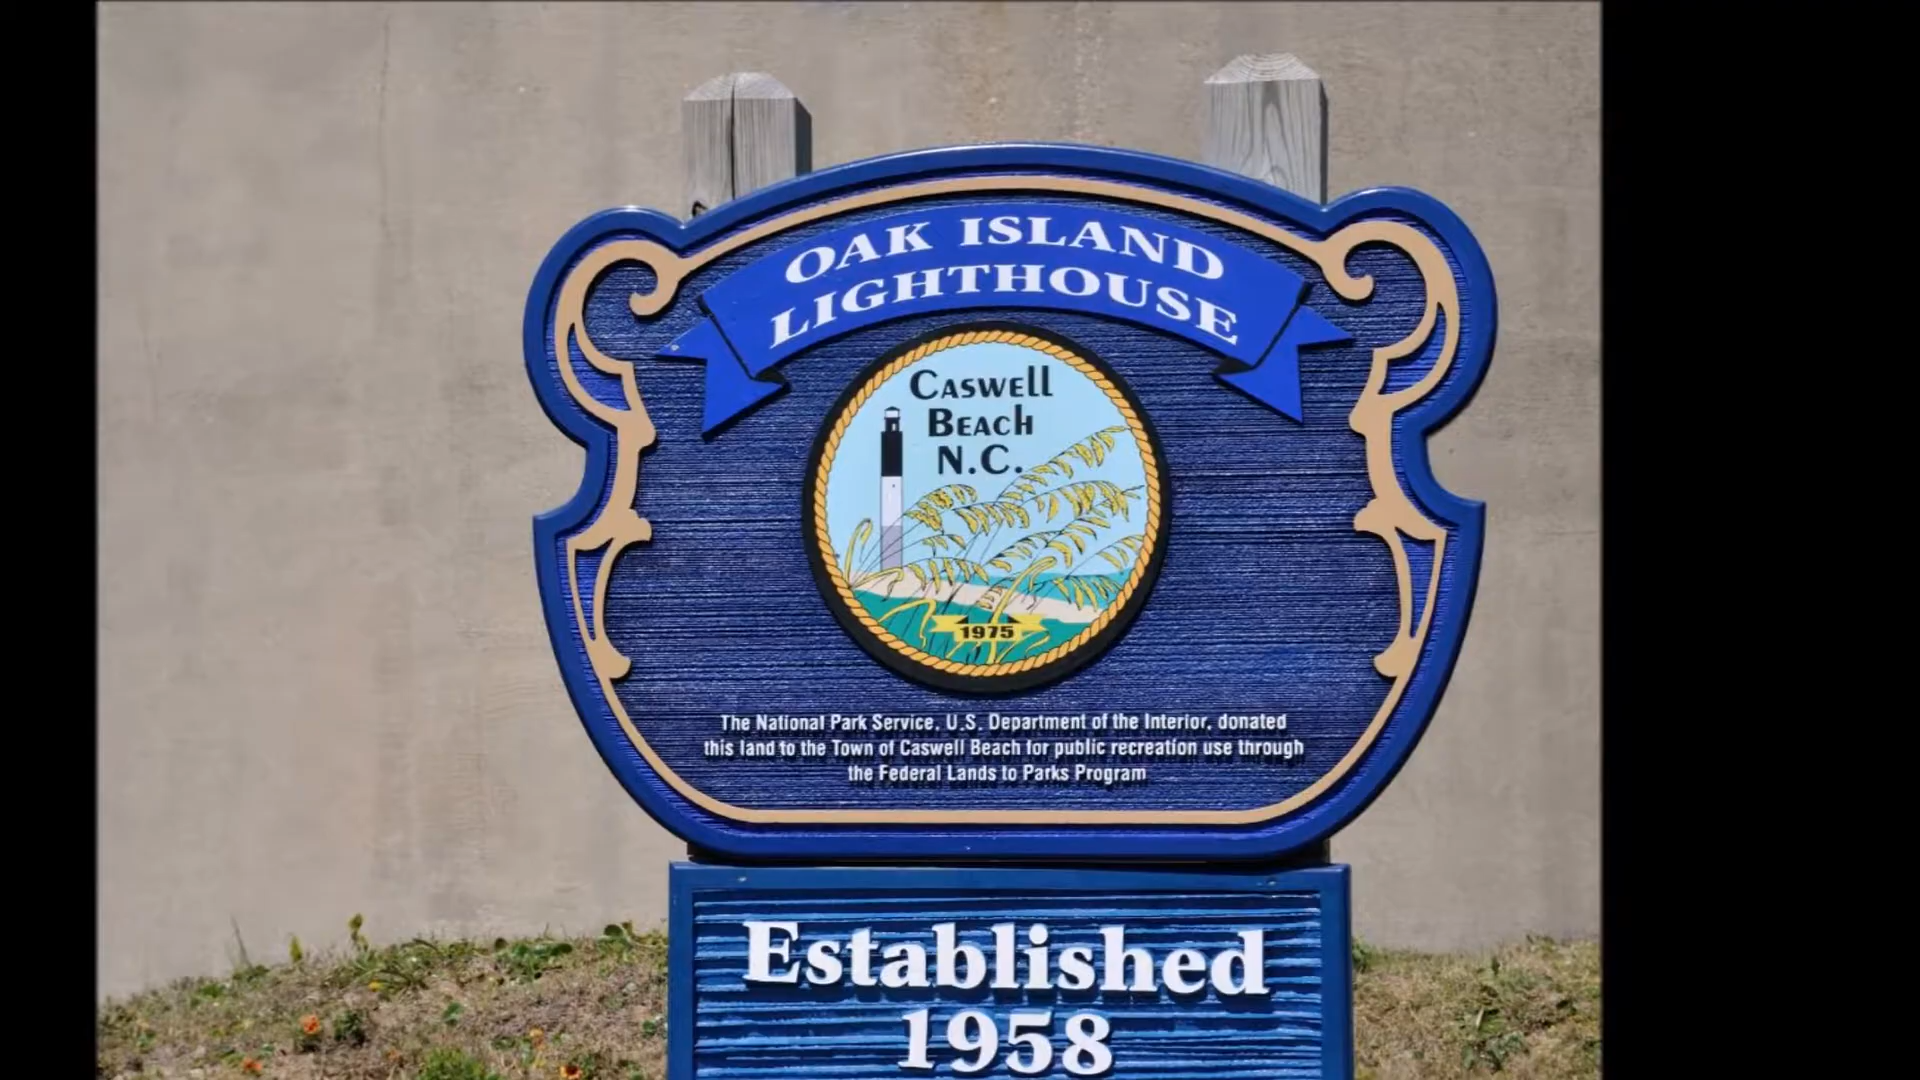 OAK ISLAND
LIGHTHOUSE
CASWEll
BEACh
N.C.
1975
The National Park Service, U.S. Department of the Interior, donated
this land to the Town of Caswell Beach for public recreation use through
the Federal Lands to Parks Program
Established
1958